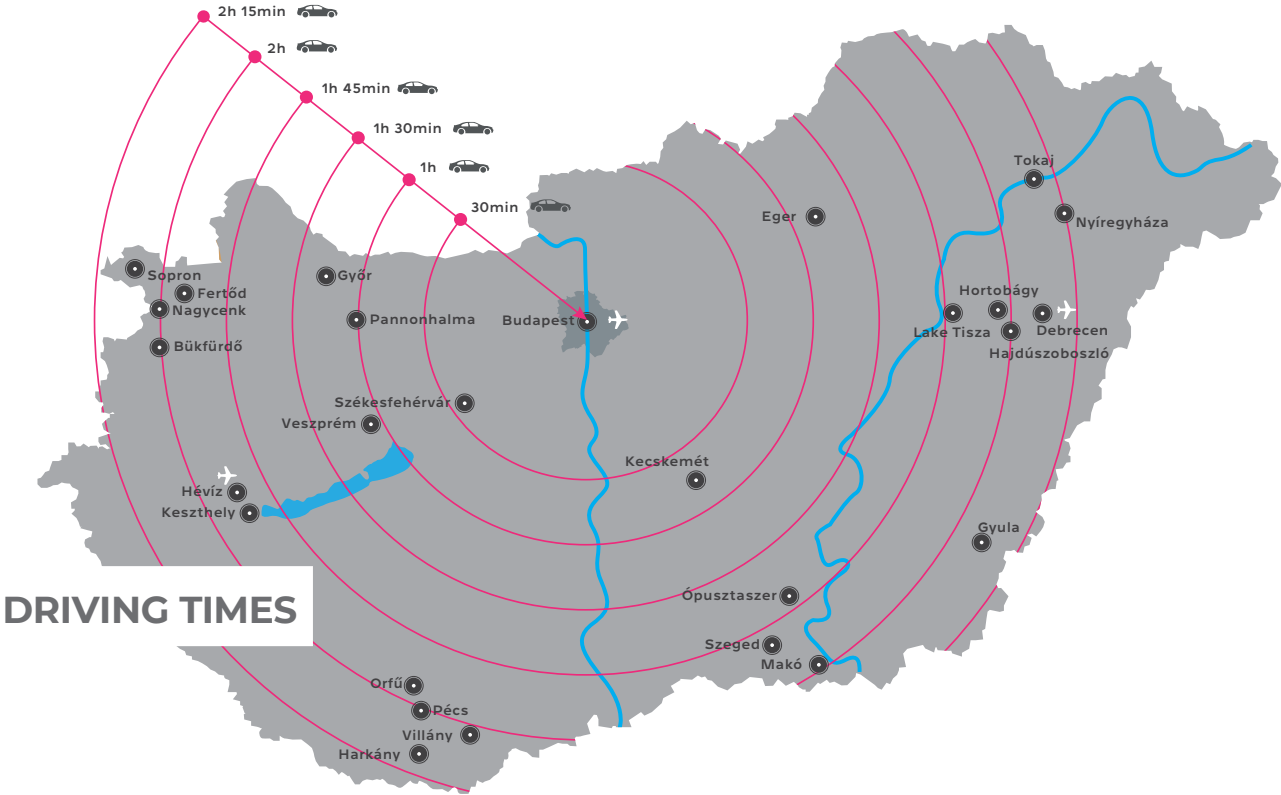 2h 15min
2h
1h 45min
1h 30min
1h
30min
Tokaj
Eger
Nyíregyháza
Sopron
Győr
Fertőd
Hortobágy
Nagycenk
Pannonhalma
Budapest
Lake Tisza
Debrecen
Bükfürdő
Hajdúszoboszló
Székesfehérvár
Veszprém
Kecskemét
Hévíz
Keszthely
Gyula
DRIVING TIMES
Ópusztaszer
Szeged
Makó
Orfű
Pécs
Villány
Harkány